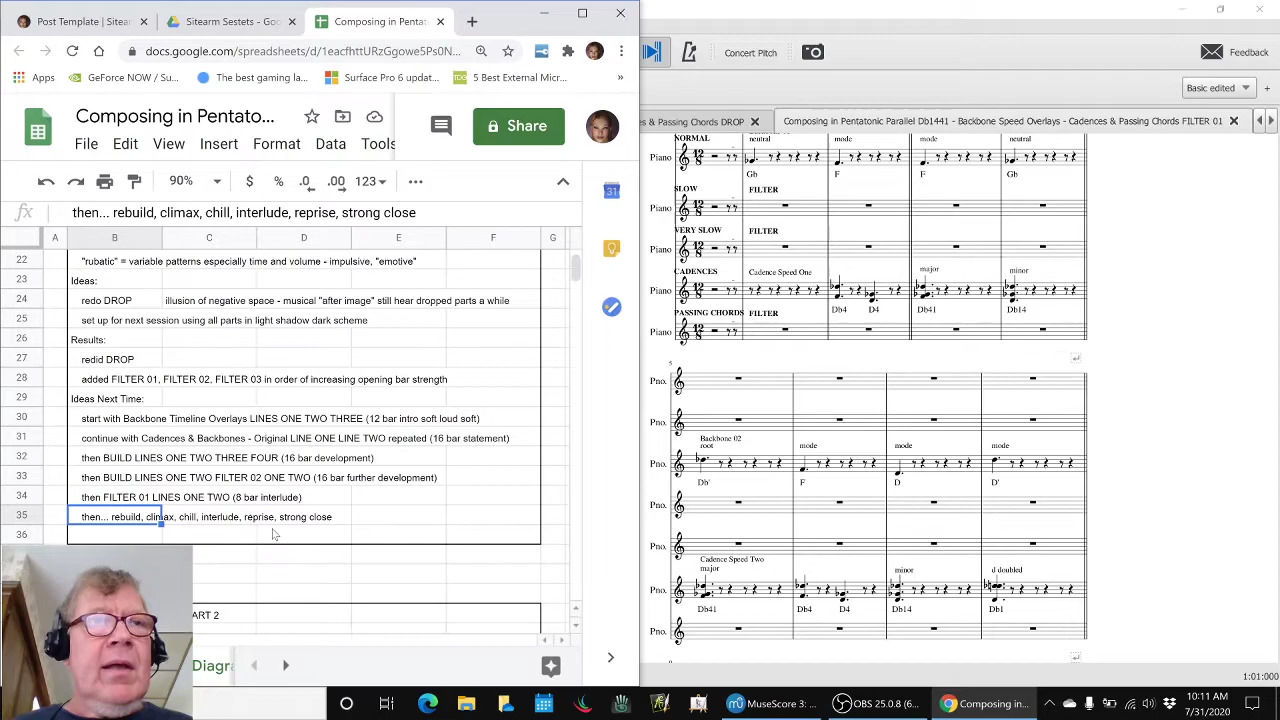 Post Template | Sitearm
Sitearm Sestets - Google
Composing in Pentato
docs.google.com/spreadsheets/d/1eacfhttURzGgowe5Ps0N...
Apps
GeForce NOW / Su...
The best gaming la...
Surface Pro 6 updat...
TDG
5 Best External Micr...
»
Composing in Pentato...
Share
File
Edit
View
Insert
Format
Data
Tools
90%
$
%
.0
.00
123
fx
then... rebuild, climax, chill, interlude, reprise, strong close
A
B
C
D
E
F
G
22
"rubatic" = variable patterns especially time and volume - impulsive, "emotive"
23
Ideas:
24
redo DROP
illusion of negative space - musical "after image" still hear dropped parts a while
25
set up for next session using all parts in light shadow dark scheme
26
Results:
27
redid DROP
28
added FILTER 01, FILTER 02, FILTER 03 in order of increasing opening bar strength
29
Ideas Next Time:
30
start with Backbone Timeline Overlays LINES ONE TWO THREE (12 bar intro soft loud soft)
31
continue with Cadences & Backbones - Original LINE ONE LINE TWO repeated (16 bar statement)
32
then BUILD LINES ONE TWO THREE FOUR (16 bar development)
33
then BUILD LINES ONE TWO FILTER 02 ONE TWO (16 bar further development)
34
then FILTER 01 LINES ONE TWO (8 bar interlude)
35
then... rebuild, climax, chill, interlude, reprise, strong close
36
ART 2
Diagra
Concert Pitch
Feedback
Basic edited
s & Passing Chords DROP
Composing in Pentatonic Parallel Db1441 - Backbone Speed Overlays - Cadences & Passing Chords FILTER 01
NORMAL
neutral
mode
mode
neutral
Piano
Gb
F
F
Gb
SLOW
FILTER
Piano
VERY SLOW
FILTER
Piano
CADENCES
Cadence Speed One
major
minor
Piano
Db4
D4
Db41
Db14
PASSING CHORDS
FILTER
Piano
5
Pno.
Pno.
Backbone 02
root
mode
mode
mode
Pno.
Db'
F
D
D'
Pno.
Pno.
Cadence Speed Two
major
minor
d doubled
Pno.
Db41
Db4
D4
Db14
Db1
Pno.
1:01:000
MuseScore 3: ...
OBS 25.0.8 (6...
Composing in...
10:11 AM
7/31/2020